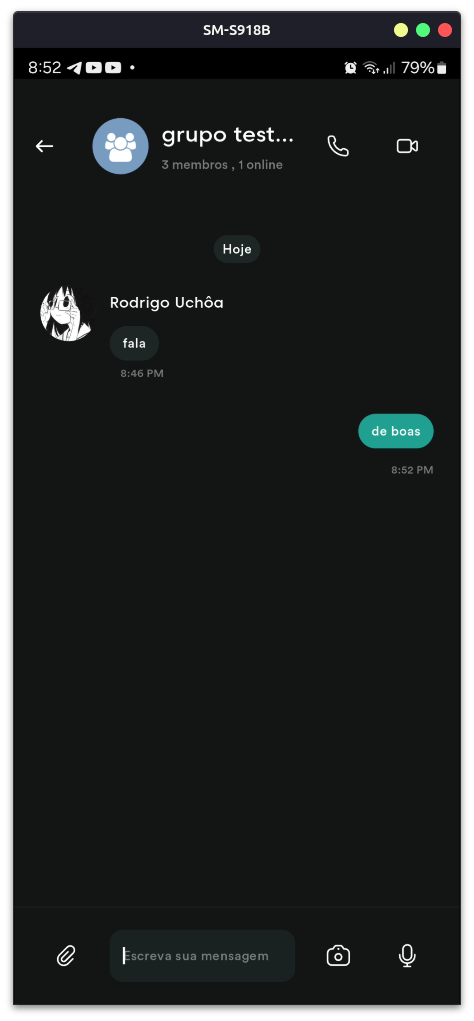 SM-S918B
8:52
79%
grupo test...
3 membros , 1 online
Hoje
Rodrigo Uchôa
fala
8:46 PM
de boas
8:52 PM
Escreva sua mensagem